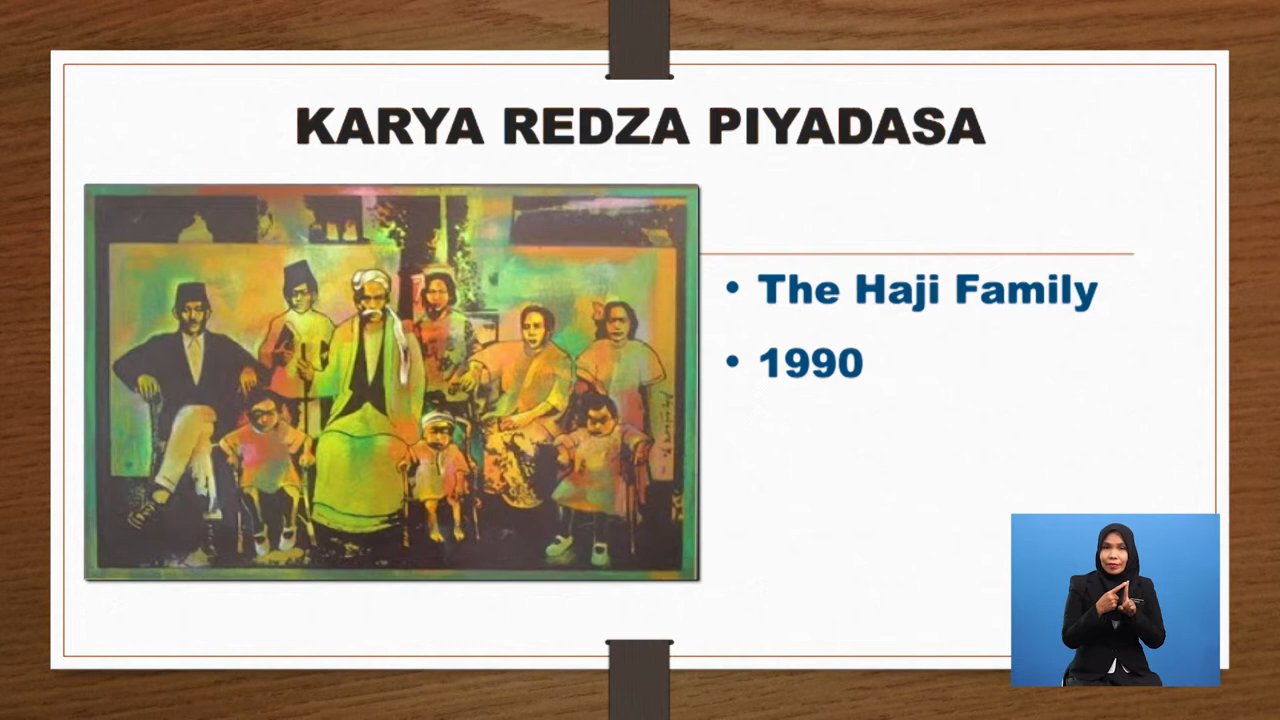 KARYA REDZA PIYADASA
• The Haji Family
• 1990